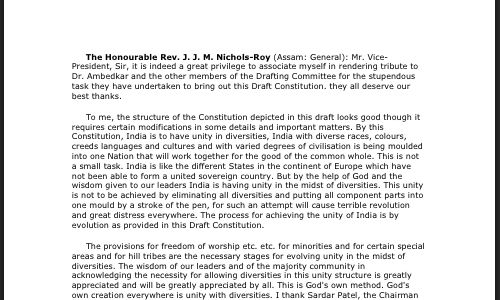 The Honourable Rev. J. J. M. Nichols-Roy (Assam: General): Mr. Vice-
President, Sir, it is indeed a great privilege to associate myself in rendering tribute to
Dr. Ambedkar and the other members of the Drafting Committee for the stupendous
task they have undertaken to bring out this Draft Constitution. they all deserve our
best thanks.
To me, the structure of the Constitution depicted in this draft looks good though it
requires certain modifications in some details and important matters. By this
Constitution, India is to have unity in diversities, India with diverse races, colours,
creeds languages and cultures and with varied degrees of civilisation is being moulded
into one Nation that will work together for the good of the common whole. This is not
a small task. India is like the different States in the continent of Europe which have
not been able to form a united sovereign country. But by the help of God and the
wisdom given to our leaders India is having unity in the midst of diversities. This unity
is not to be achieved by eliminating all diversities and putting all component parts into
one mould by a stroke of the pen, for such an attempt will cause terrible revolution
and great distress everywhere. The process for achieving the unity of India is by
evolution as provided in this Draft Constitution.
The provisions for freedom of worship etc. etc. for minorities and for certain special
areas and for hill tribes are the necessary stages for evolving unity in the midst of
diversities. The wisdom of our leaders and of the majority community in
acknowledging the necessity for allowing diversities in this unity structure is greatly
appreciated and will be greatly appreciated by all. This is God's own method. God's
own creation everywhere is unity with diversities. I thank Sardar Patel, the Chairman